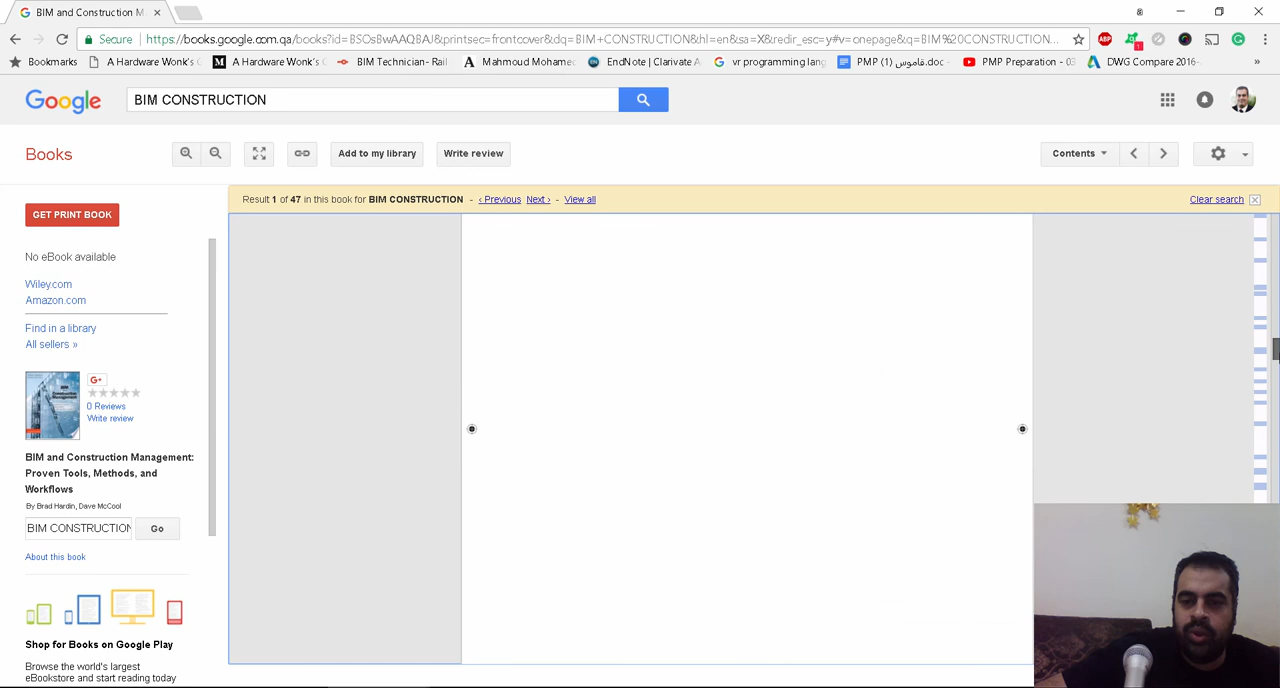 BIM and Construction M
Secure
https://books.google.com.qa/books?id=BSOsBwAAQBAJ&printsec=frontcover&dq=BIM+CONSTRUCTION&hl=en&sa=X&redir_esc=y#v=onepage&q=BIM%20CONSTRUCTION...
Bookmarks
A Hardware Wonk's
A Hardware Wonk's
BIM Technician- Rail
Mahmoud Mohame
EndNote | Clarivate
vr programming lan
PMP (1) قاموس.doc
PMP Preparation - 03
DWG Compare 2016-
»
Google
BIM CONSTRUCTION
Books
Add to my library
Write review
Contents
Result 1 of 47 in this book for BIM CONSTRUCTION - ‹ Previous Next › - View all
Clear search
GET PRINT BOOK
No eBook available
Wiley.com
Amazon.com
Find in a library
All sellers »
G+
0 Reviews
Write review
BIM and Construction Management:
Proven Tools, Methods, and
Workflows
By Brad Hardin, Dave McCool
BIM CONSTRUCTION
Go
About this book
Shop for Books on Google Play
Browse the world's largest
eBookstore and start reading today